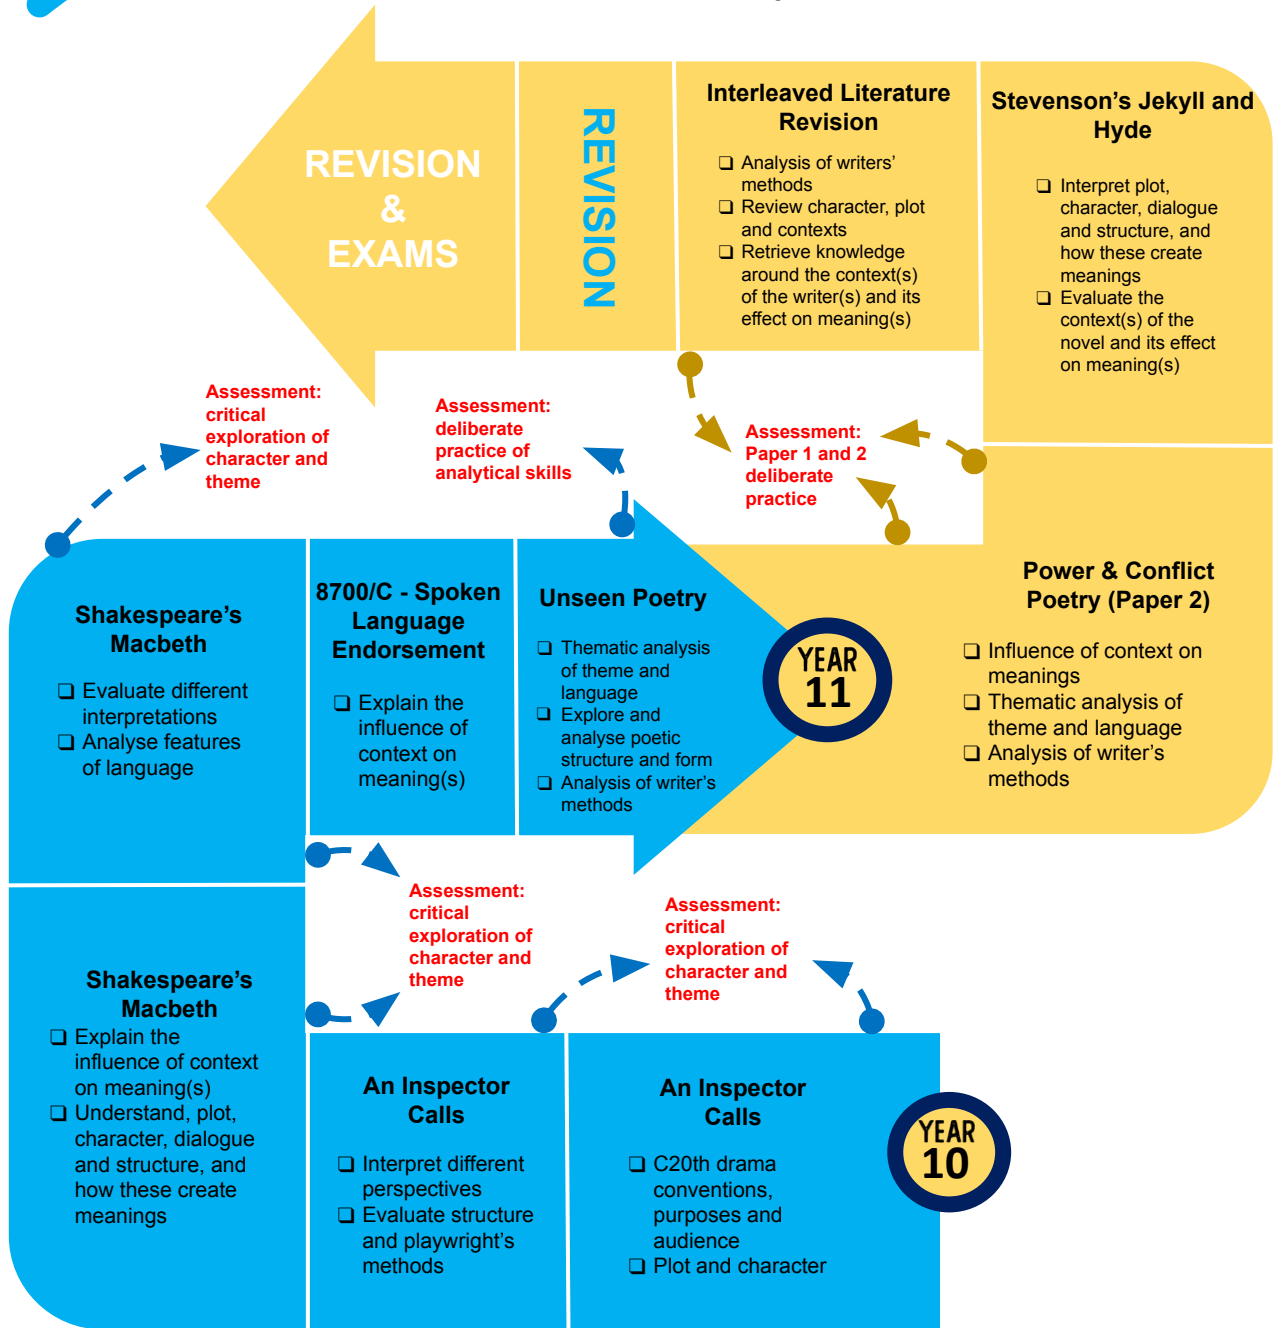 REVISION
&
EXAMS
REVISION
Interleaved Literature
Revision
❑ Analysis of writers'
methods
❑ Review character, plot
and contexts
❑ Retrieve knowledge
around the context(s)
of the writer(s) and its
effect on meaning(s)
Stevenson's Jekyll and
Hyde
❑ Interpret plot,
character, dialogue
and structure, and
how these create
meanings
❑ Evaluate the
context(s) of the
novel and its effect
on meaning(s)
Assessment:
critical
exploration of
character and
theme
Assessment:
deliberate
practice of
analytical skills
Assessment:
Paper 1 and 2
deliberate
practice
Shakespeare's
Macbeth
❑ Evaluate different
interpretations
❑ Analyse features
of language
8700/C - Spoken
Language
Endorsement
❑ Explain the
influence of
context on
meaning(s)
Unseen Poetry
❑ Thematic analysis
of theme and
language
❑ Explore and
analyse poetic
structure and form
❑ Analysis of writer's
methods
YEAR
11
Power & Conflict
Poetry (Paper 2)
❑ Influence of context on
meanings
❑ Thematic analysis of
theme and language
❑ Analysis of writer's
methods
Assessment:
critical
exploration of
character and
theme
Assessment:
critical
exploration of
character and
theme
Shakespeare's
Macbeth
❑ Explain the
influence of context
on meaning(s)
❑ Understand, plot,
character, dialogue
and structure, and
how these create
meanings
An Inspector
Calls
❑ Interpret different
perspectives
❑ Evaluate structure
and playwright's
methods
An Inspector
Calls
❑ C20th drama
conventions,
purposes and
audience
❑ Plot and character
YEAR
10